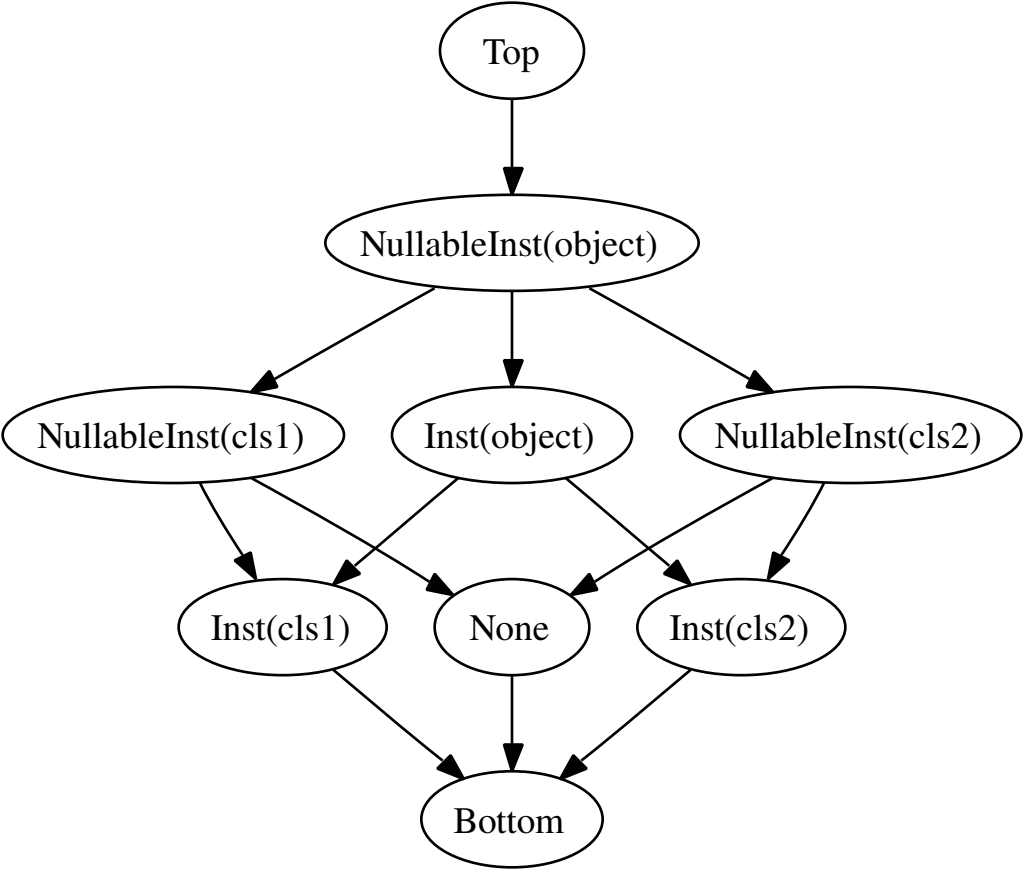 Top
NullableInst(object)
NullableInst(cls1)
Inst(object)
NullableInst(cls2)
Inst(cls1)
None
Inst(cls2)
Bottom